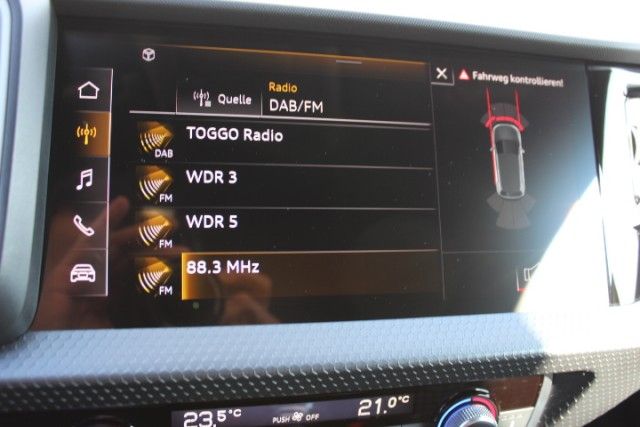 Fahrweg kontrollieren!
Quelle
Radio
DAB/FM
TOGGO Radio
DAB
WDR 3
FM
WDR 5
FM
88.3 MHz
FM
23.5°C
PUSH OFF
21.0°C